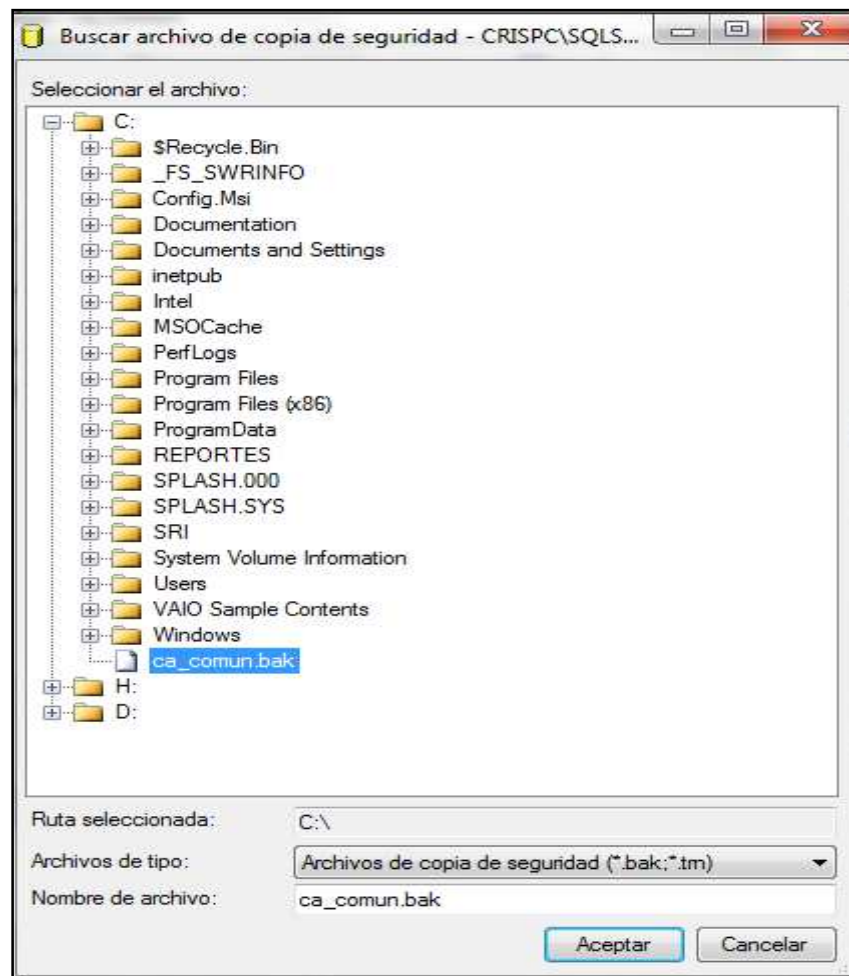 Buscar archivo de copia de seguridad - CRISPC\SQLS...
Seleccionar el archivo:
C:
$Recycle.Bin
_FS_SWRINFO
Config.Msi
Documentation
Documents and Settings
inetpub
Intel
MSOCache
PerfLogs
Program Files
Program Files (x86)
ProgramData
REPORTES
SPLASH.000
SPLASH.SYS
SRI
System Volume Information
Users
VAIO Sample Contents
Windows
ca_comun.bak
H:
D:
Ruta seleccionada: C:\
Archivos de tipo: Archivos de copia de seguridad (*.bak;*.trn)
Nombre de archivo: ca_comun.bak
Aceptar Cancelar